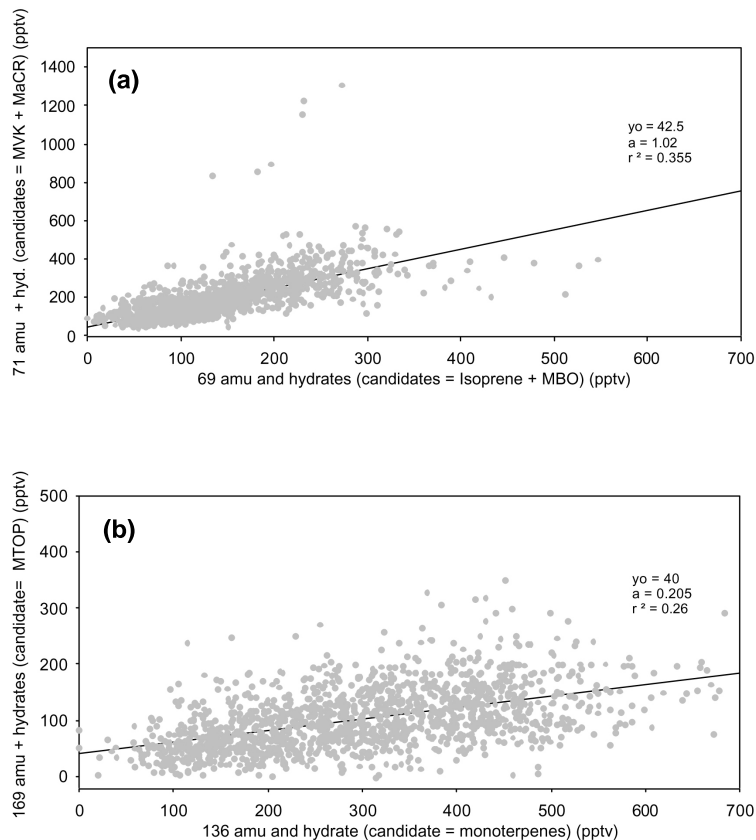 71 amu + hyd. (candidates = MVK + MaCR) (pptv)
(a)
1400
1200
1000
800
600
400
200
0
yo = 42.5
a = 1.02
r ² = 0.355
0 100 200 300 400 500 600 700
69 amu and hydrates (candidates = Isoprene + MBO) (pptv)
169 amu + hydrates (candidate= MTOP) (pptv)
(b)
500
400
300
200
100
0
yo = 40
a = 0.205
r ² = 0.26
0 100 200 300 400 500 600 700
136 amu and hydrate (candidate = monoterpenes) (pptv)